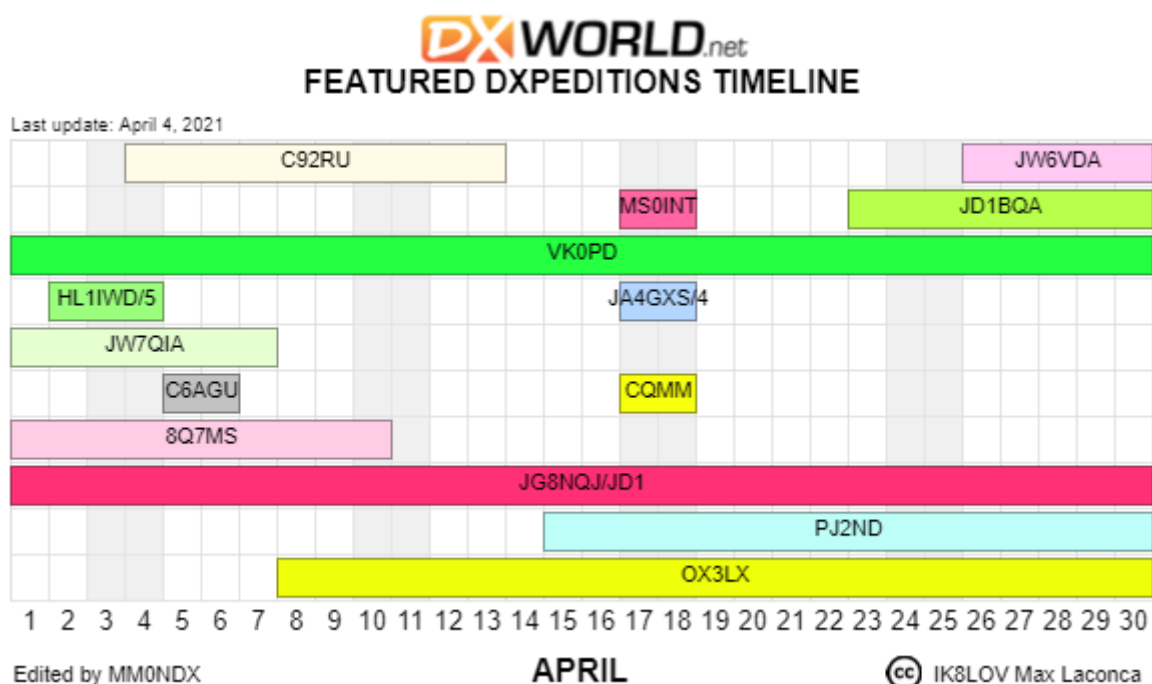 DX WORLD.net
FEATURED DXPEDITIONS TIMELINE
Last update: April 4, 2021
C92RU JW6VDA
MS0INT JD1BQA
VK0PD
HL1IWD/5 JA4GXS/4
JW7QIA
C6AGU CQMM
8Q7MS
JG8NQJ/JD1
PJ2ND
OX3LX
1 2 3 4 5 6 7 8 9 10 11 12 13 14 15 16 17 18 19 20 21 22 23 24 25 26 27 28 29 30
Edited by MM0NDX APRIL cc IK8LOV Max Laconca